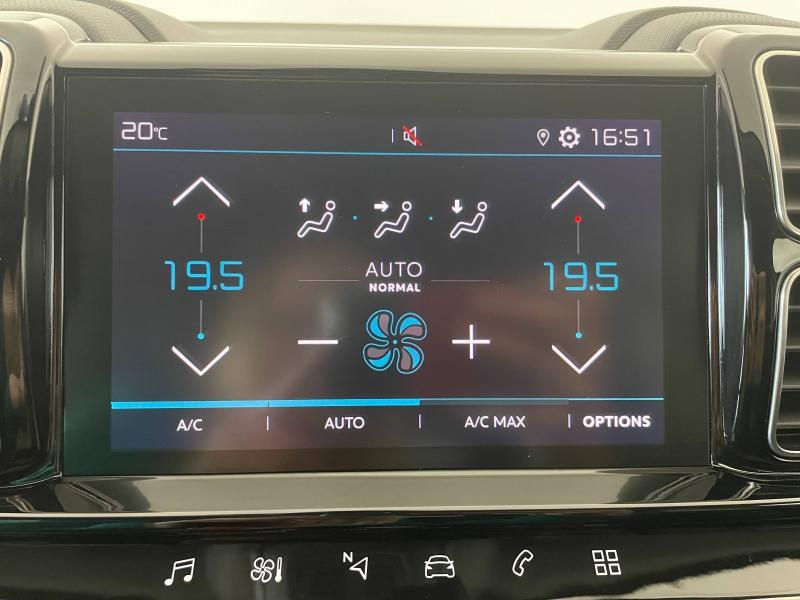 20°C
16:51
19.5
19.5
AUTO
NORMAL
A/C
AUTO
A/C MAX
OPTIONS
N